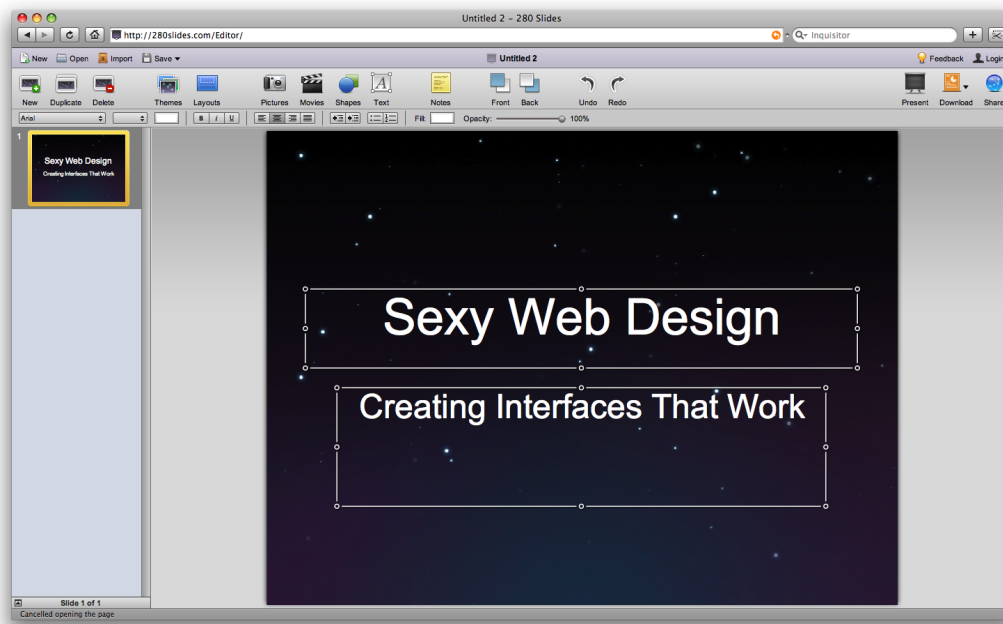 Untitled 2 – 280 Slides
http://280slides.com/Editor/
Inquisitor
New Open Import Save
Untitled 2
Feedback Login
New Duplicate Delete Themes Layouts Pictures Movies Shapes Text Notes Front Back Undo Redo Present Download Share
Arial B I U Fill: Opacity: 100%
1
Sexy Web Design
Creating Interfaces That Work
Sexy Web Design
Creating Interfaces That Work
Slide 1 of 1
Cancelled opening the page